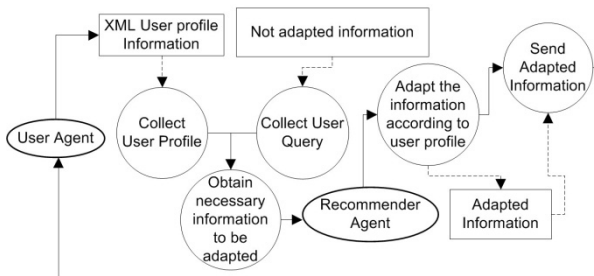 XML User profile
Information
Not adapted information
Send
Adapted
Information
User Agent
Collect
User Profile
Collect User
Query
Adapt the
information
according to
user profile
Obtain
necessary
information
to be
adapted
Recommender
Agent
Adapted
Information